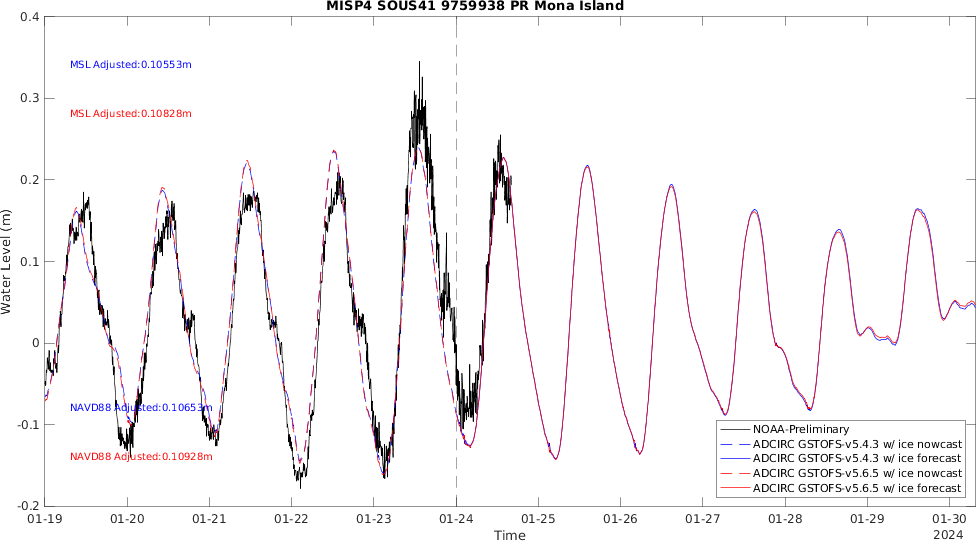 MISP4 SOUS41 9759938 PR Mona Island
0.4
0.3
0.2
0.1
0
-0.1
-0.2
Water Level (m)
MSL Adjusted:0.10553m
MSL Adjusted:0.10828m
NAVD88 Adjusted:0.10653m
NAVD88 Adjusted:0.10928m
NOAA-Preliminary
ADCIRC GSTOFS-v5.4.3 w/ ice nowcast
ADCIRC GSTOFS-v5.4.3 w/ ice forecast
ADCIRC GSTOFS-v5.6.5 w/ ice nowcast
ADCIRC GSTOFS-v5.6.5 w/ ice forecast
01-19 01-20 01-21 01-22 01-23 01-24 01-25 01-26 01-27 01-28 01-29 01-30
Time
2024